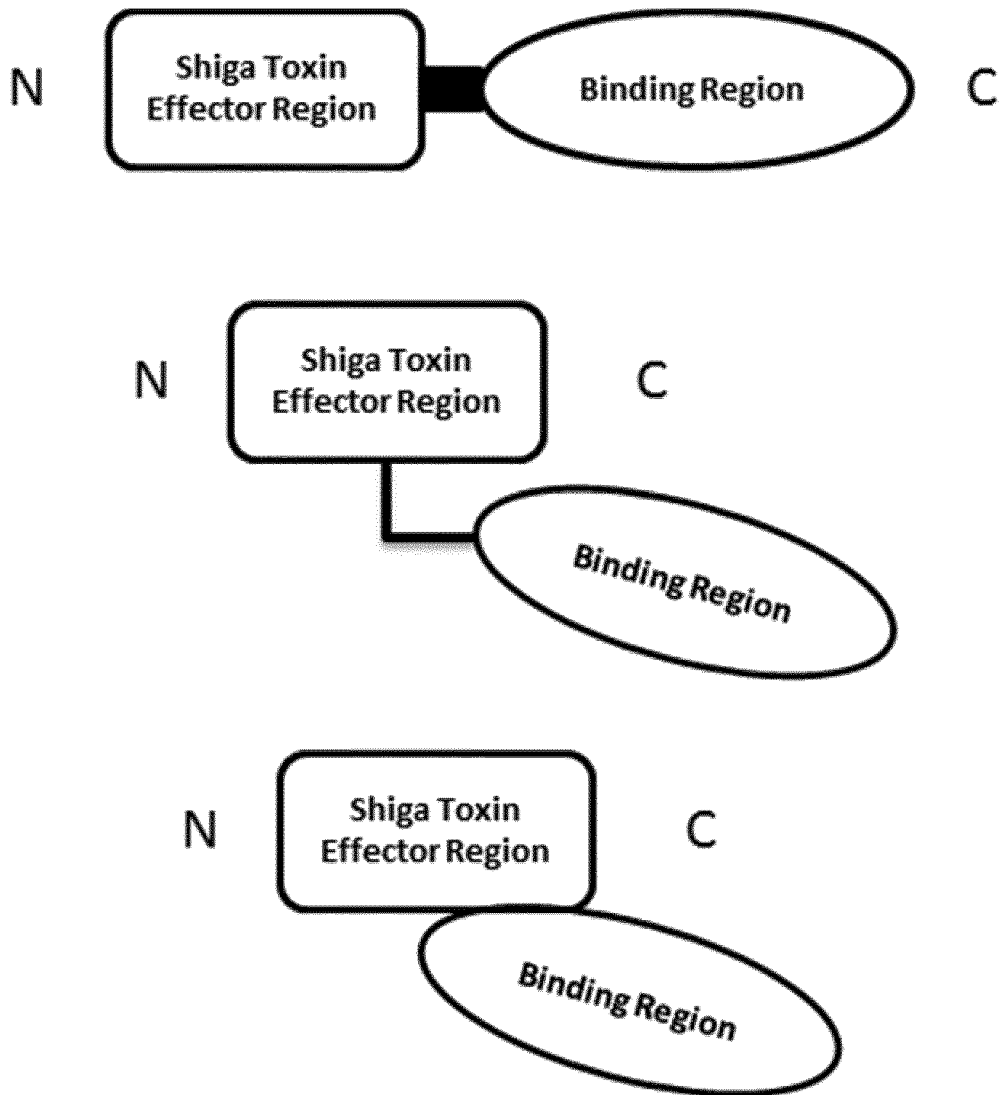 N
Shiga Toxin
Effector Region
Binding Region
C
N
Shiga Toxin
Effector Region
C
Binding Region
N
Shiga Toxin
Effector Region
C
Binding Region